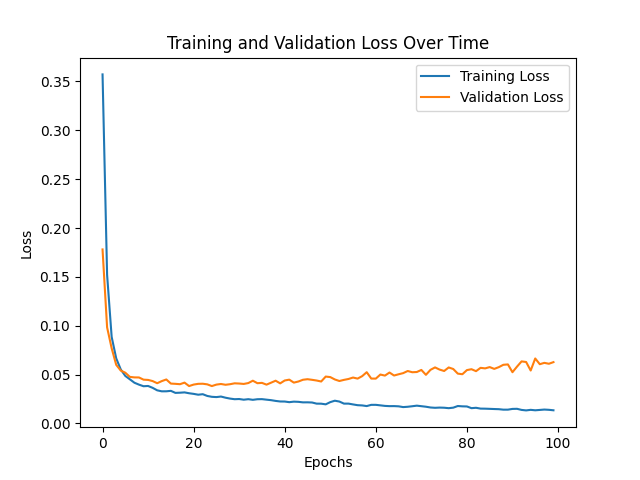 Training and Validation Loss Over Time
Training Loss
Validation Loss
Loss
0.35
0.30
0.25
0.20
0.15
0.10
0.05
0.00
0 20 40 60 80 100
Epochs